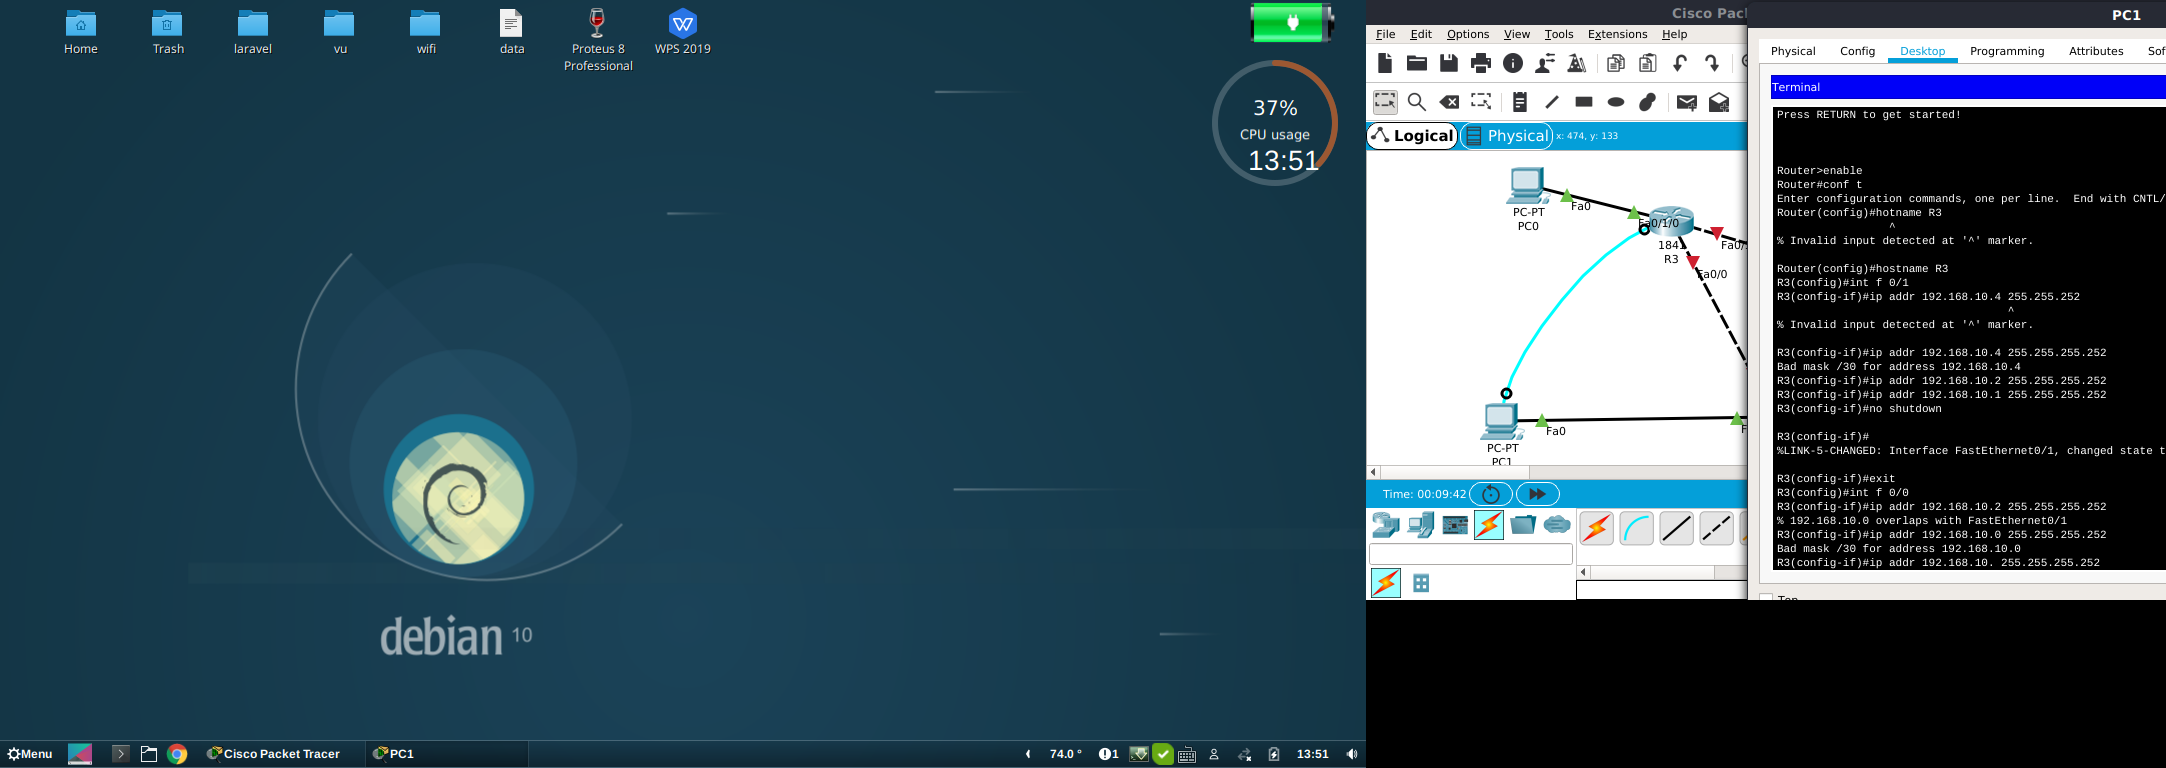 Home
Trash
laravel
vu
wifi
data
Proteus 8
Professional
WPS 2019
37%
CPU usage
13:51
debian 10
Menu
Cisco Packet Tracer
PC1
74.0 °
1
13:51
Cisco Pac
File Edit Options View Tools Extensions Help
Logical
Physical
x: 474, y: 133
PC-PT
PC0
Fa0
Fa0/1/0
1841
R3
Fa0/
Fa0/0
PC-PT
PC1
Fa0
F
Time: 00:09:42
PC1
Physical Config Desktop Programming Attributes Sof
Terminal
Press RETURN to get started!
Router>enable
Router#conf t
Enter configuration commands, one per line.  End with CNTL/
Router(config)#hotname R3
^
% Invalid input detected at '^' marker.
Router(config)#hostname R3
R3(config)#int f 0/1
R3(config-if)#ip addr 192.168.10.4 255.255.252
^
% Invalid input detected at '^' marker.
R3(config-if)#ip addr 192.168.10.4 255.255.255.252
Bad mask /30 for address 192.168.10.4
R3(config-if)#ip addr 192.168.10.2 255.255.255.252
R3(config-if)#ip addr 192.168.10.1 255.255.255.252
R3(config-if)#no shutdown
R3(config-if)#
%LINK-5-CHANGED: Interface FastEthernet0/1, changed state t
R3(config-if)#exit
R3(config)#int f 0/0
R3(config-if)#ip addr 192.168.10.2 255.255.255.252
% 192.168.10.0 overlaps with FastEthernet0/1
R3(config-if)#ip addr 192.168.10.0 255.255.255.252
Bad mask /30 for address 192.168.10.0
R3(config-if)#ip addr 192.168.10. 255.255.255.252
Top